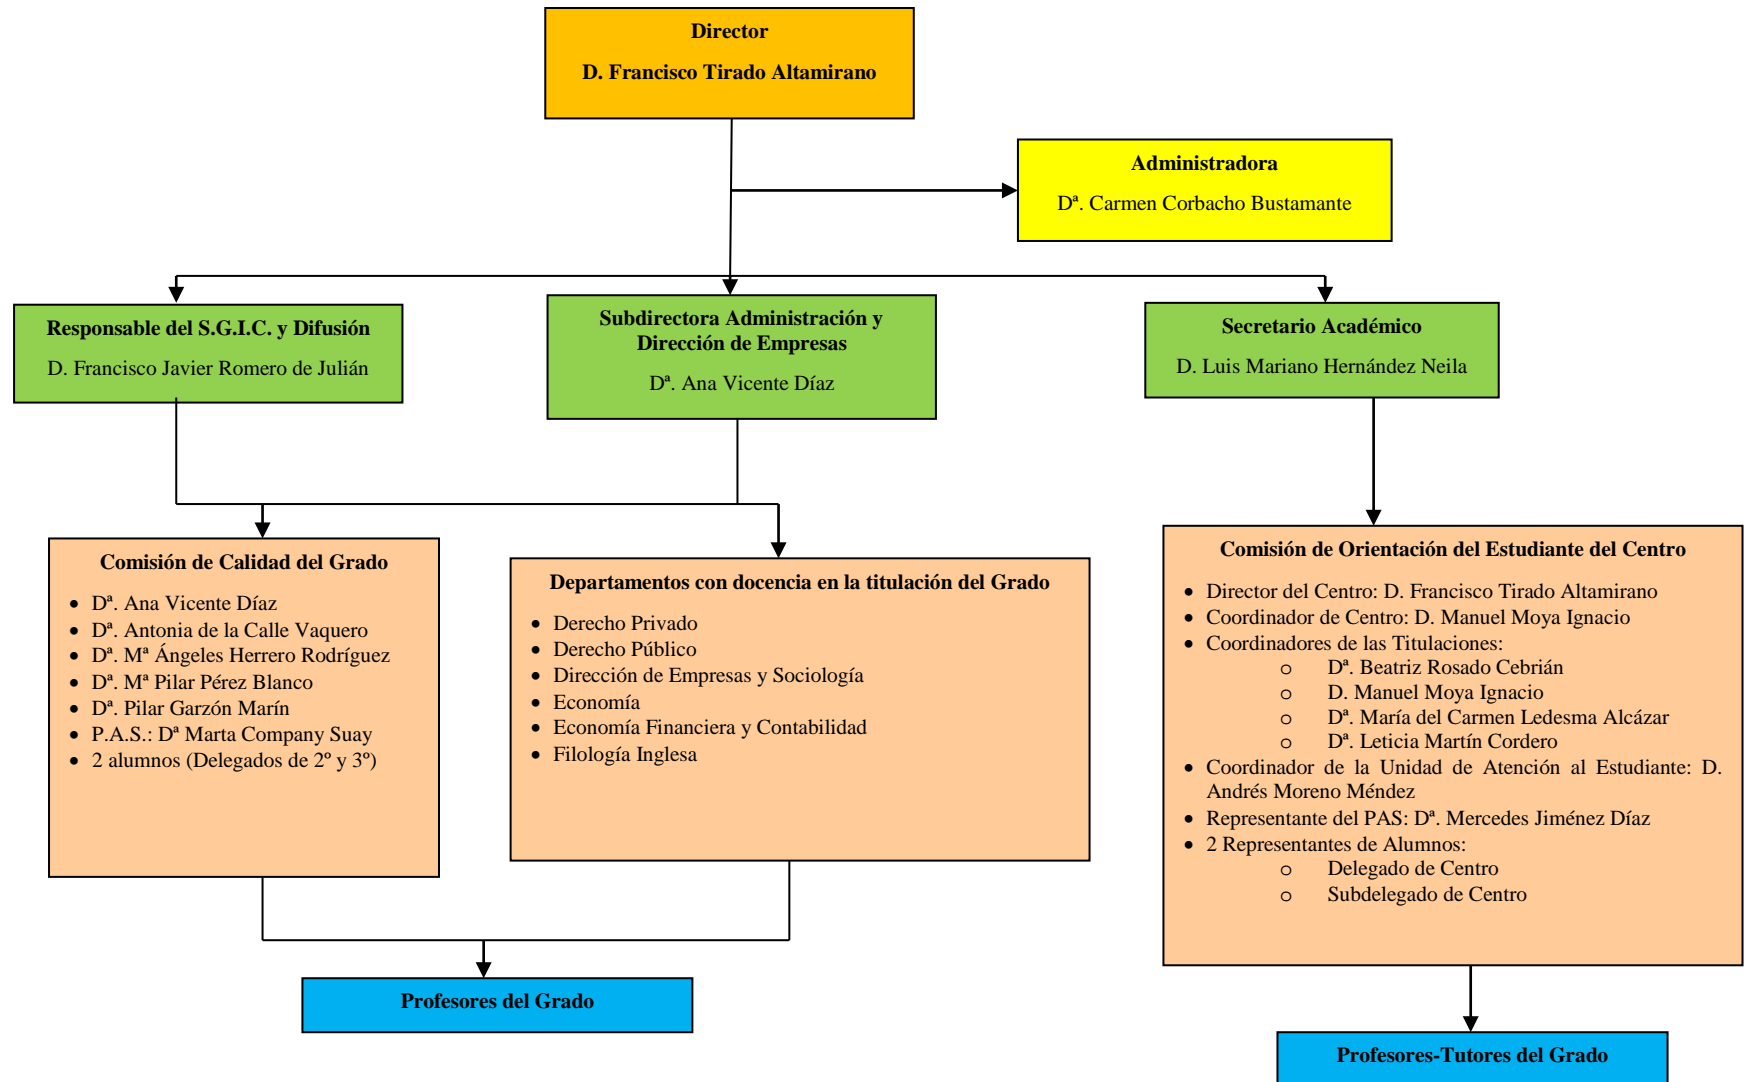 Director
D. Francisco Tirado Altamirano
Administradora
Dª. Carmen Corbacho Bustamante
Responsable del S.G.I.C. y Difusión
D. Francisco Javier Romero de Julián
Subdirectora Administración y
Dirección de Empresas
Dª. Ana Vicente Díaz
Secretario Académico
D. Luis Mariano Hernández Neila
Comisión de Calidad del Grado
• Dª. Ana Vicente Díaz
• Dª. Antonia de la Calle Vaquero
• Dª. Mª Ángeles Herrero Rodríguez
• Dª. Mª Pilar Pérez Blanco
• Dª. Pilar Garzón Marín
• P.A.S.: Dª Marta Company Suay
• 2 alumnos (Delegados de 2º y 3º)
Departamentos con docencia en la titulación del Grado
• Derecho Privado
• Derecho Público
• Dirección de Empresas y Sociología
• Economía
• Economía Financiera y Contabilidad
• Filología Inglesa
Comisión de Orientación del Estudiante del Centro
• Director del Centro: D. Francisco Tirado Altamirano
• Coordinador de Centro: D. Manuel Moya Ignacio
• Coordinadores de las Titulaciones:
o Dª. Beatriz Rosado Cebrián
o D. Manuel Moya Ignacio
o Dª. María del Carmen Ledesma Alcázar
o Dª. Leticia Martín Cordero
• Coordinador de la Unidad de Atención al Estudiante: D.
Andrés Moreno Méndez
• Representante del PAS: Dª. Mercedes Jiménez Díaz
• 2 Representantes de Alumnos:
o Delegado de Centro
o Subdelegado de Centro
Profesores del Grado
Profesores-Tutores del Grado